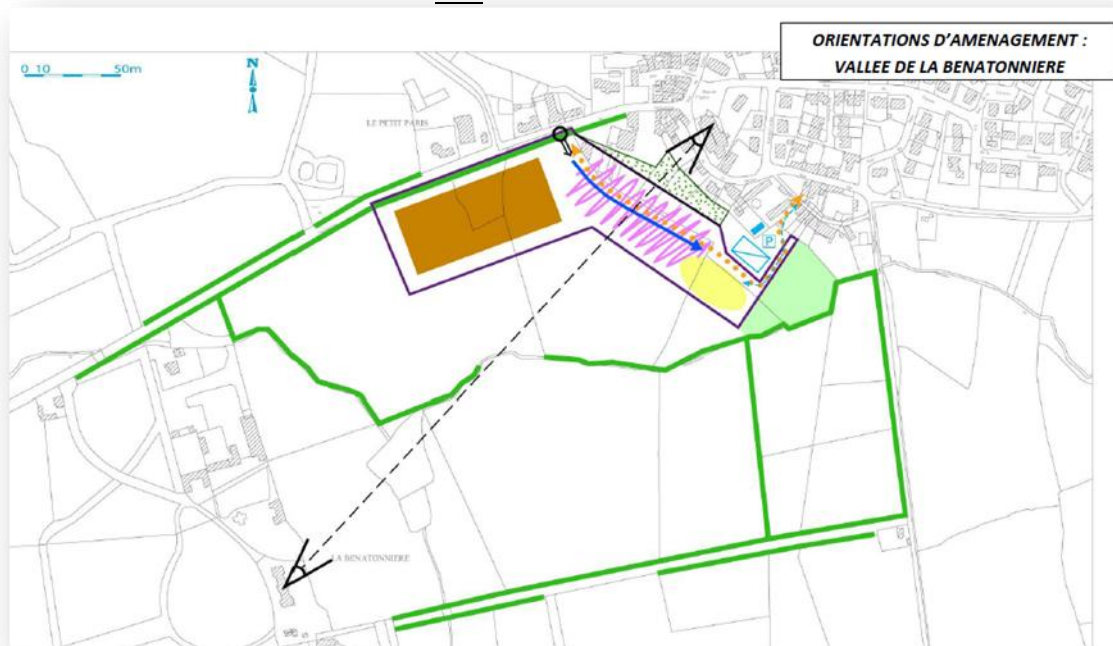 ORIENTATIONS D'AMENAGEMENT :
VALLEE DE LA BENATONNIERE
0 10 50m
N
LE PETIT PARIS
P
LA BENATONNIERE